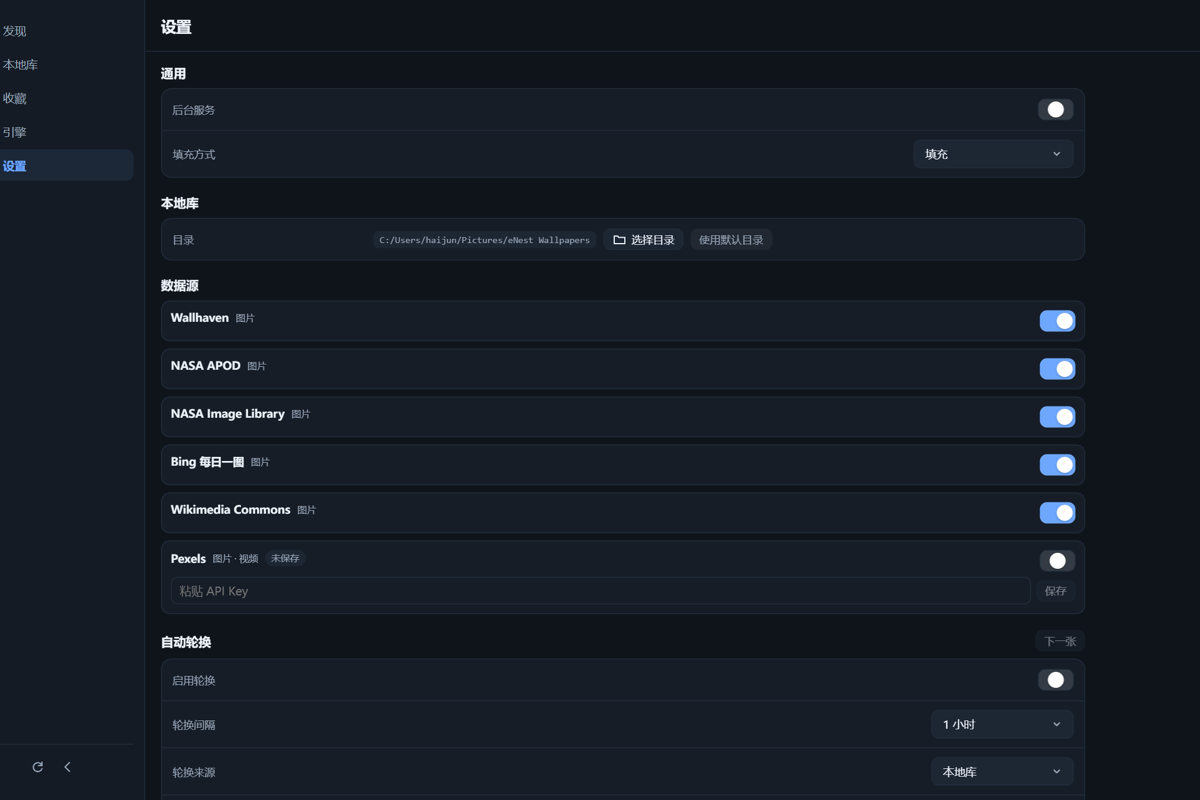 发现
本地库
收藏
引擎
设置
设置
通用
后台服务
填充方式 填充
本地库
目录 C:/Users/haijun/Pictures/eNest Wallpapers 选择目录 使用默认目录
数据源
Wallhaven 图片
NASA APOD 图片
NASA Image Library 图片
Bing 每日一图 图片
Wikimedia Commons 图片
Pexels 图片 · 视频 未保存
粘贴 API Key 保存
自动轮换 下一张
启用轮换
轮换间隔 1 小时
轮换来源 本地库